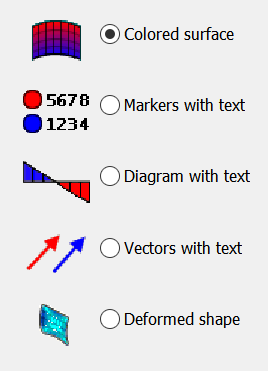 Colored surface
5678
Markers with text
1234
Diagram with text
Vectors with text
Deformed shape